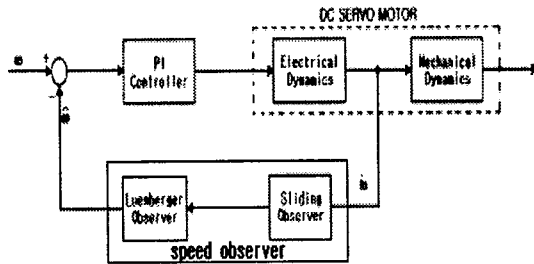 DC SERVO MOTOR
ω
+
PI
Controller
Electrical
Dynamics
Mechanical
Dynamics
-
ω̂
Luenberger
Observer
Sliding
Observer
speed observer